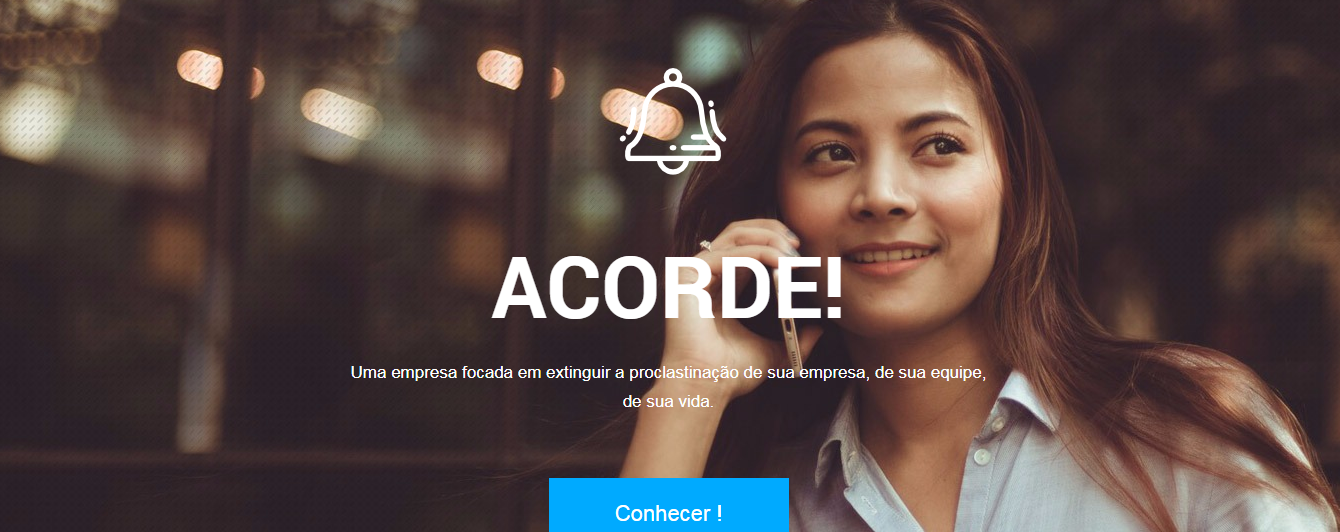 ACORDE!
Uma empresa focada em extinguir a proclastinação de sua empresa, de sua equipe,
de sua vida.
Conhecer !